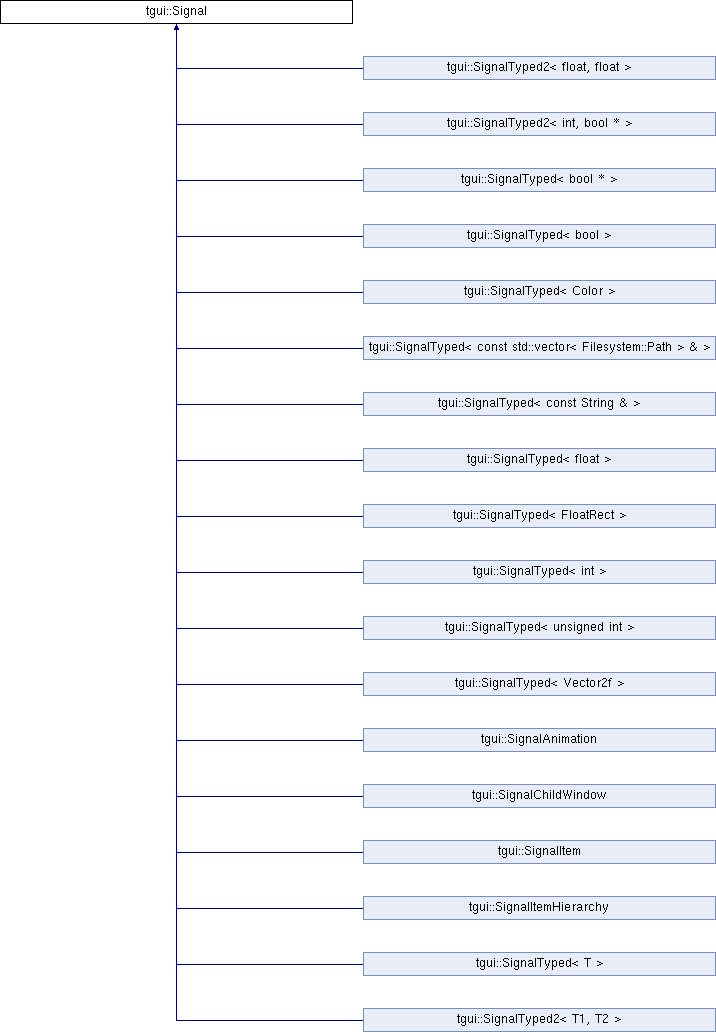 tgui::Signal
tgui::SignalTyped2< float, float >
tgui::SignalTyped2< int, bool * >
tgui::SignalTyped< bool * >
tgui::SignalTyped< bool >
tgui::SignalTyped< Color >
tgui::SignalTyped< const std::vector< Filesystem::Path > & >
tgui::SignalTyped< const String & >
tgui::SignalTyped< float >
tgui::SignalTyped< FloatRect >
tgui::SignalTyped< int >
tgui::SignalTyped< unsigned int >
tgui::SignalTyped< Vector2f >
tgui::SignalAnimation
tgui::SignalChildWindow
tgui::SignalItem
tgui::SignalItemHierarchy
tgui::SignalTyped< T >
tgui::SignalTyped2< T1, T2 >